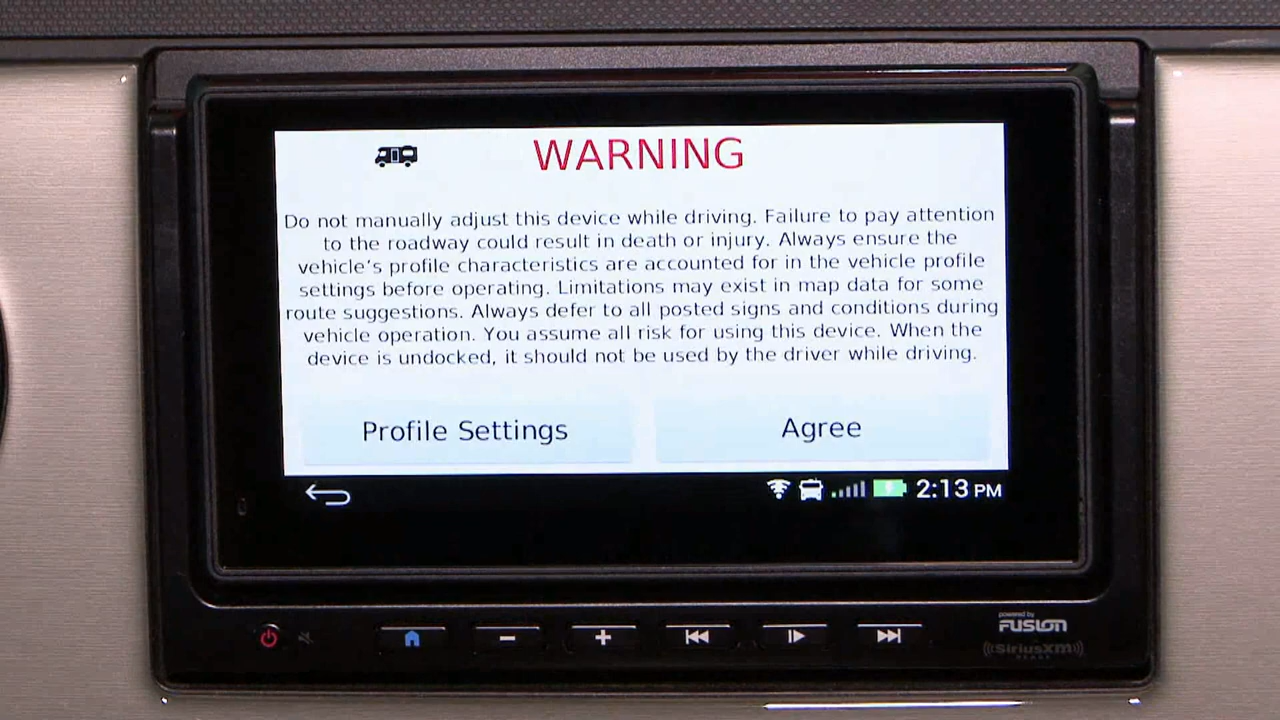 WARNING
Do not manually adjust this device while driving. Failure to pay attention
to the roadway could result in death or injury. Always ensure the
vehicle's profile characteristics are accounted for in the vehicle profile
settings before operating. Limitations may exist in map data for some
route suggestions. Always defer to all posted signs and conditions during
vehicle operation. You assume all risk for using this device. When the
device is undocked, it should not be used by the driver while driving.
Profile Settings
Agree
2:13 PM
powered by
FUSION
SiriusXm